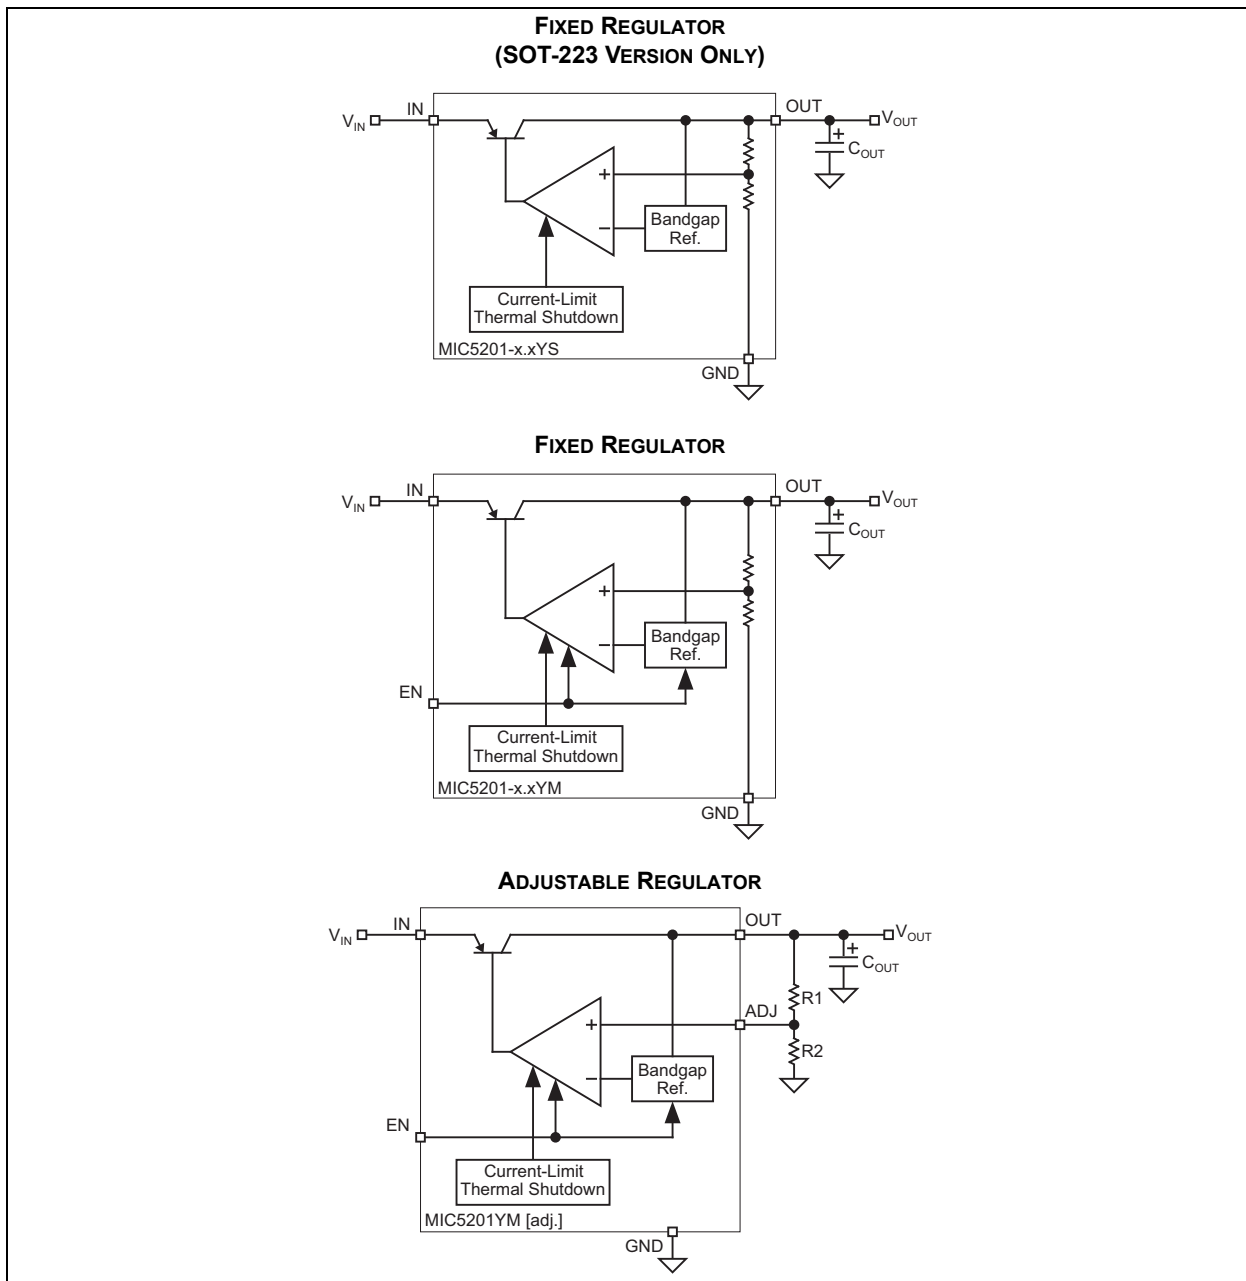 FIXED REGULATOR
(SOT-223 VERSION ONLY)
IN
OUT
VIN
VOUT
+
COUT
+
−
Bandgap
Ref.
Current-Limit
Thermal Shutdown
MIC5201-x.xYS
GND
FIXED REGULATOR
IN
OUT
VIN
VOUT
+
COUT
+
−
Bandgap
Ref.
EN
Current-Limit
Thermal Shutdown
MIC5201-x.xYM
GND
ADJUSTABLE REGULATOR
IN
OUT
VIN
VOUT
+
COUT
R1
ADJ
+
R2
−
Bandgap
Ref.
EN
Current-Limit
Thermal Shutdown
MIC5201YM [adj.]
GND